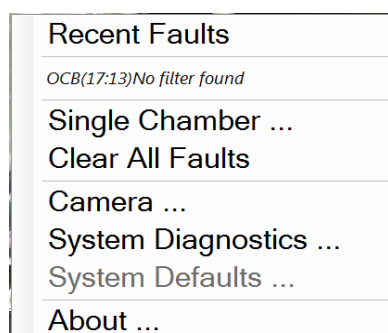 Recent Faults
OCB(17:13)No filter found
Single Chamber ...
Clear All Faults
Camera ...
System Diagnostics ...
System Defaults ...
About ...